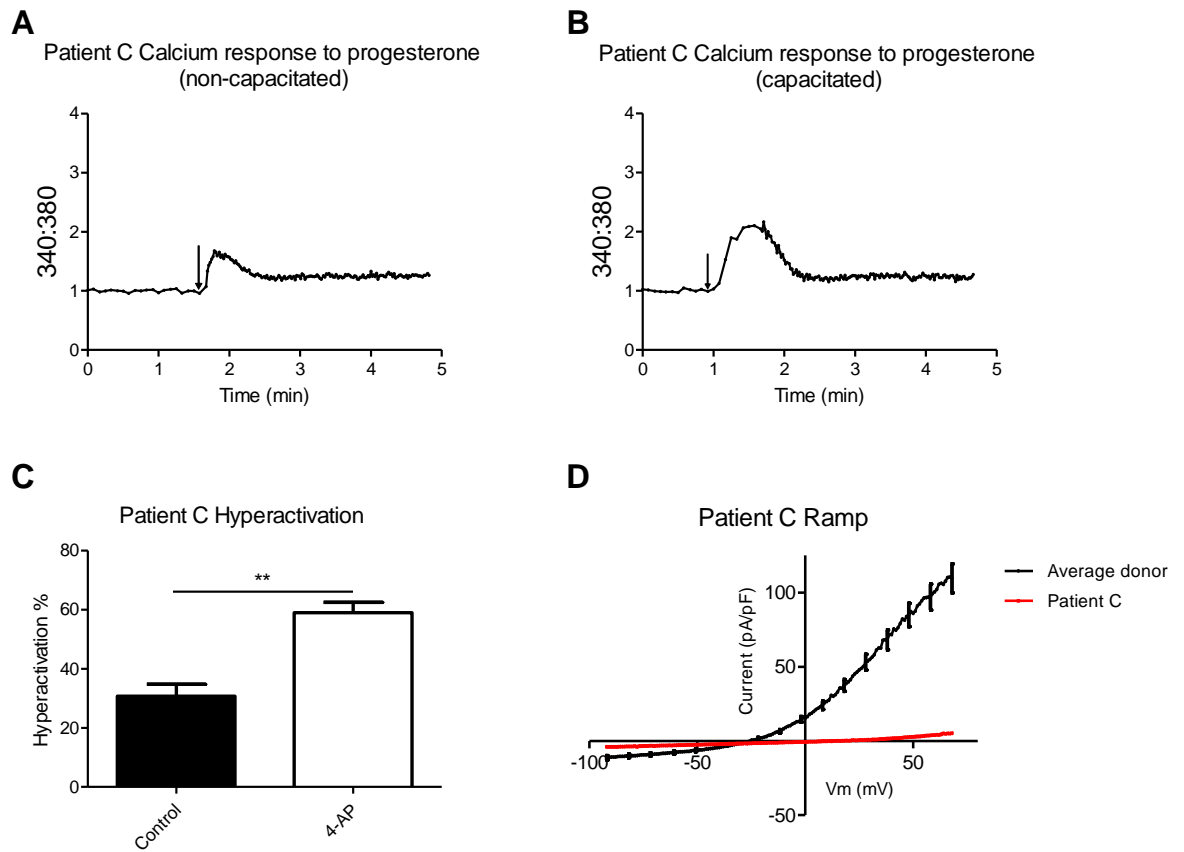 A
Patient C Calcium response to progesterone
(non-capacitated)
4
3
2
1
0
340:380
0 1 2 3 4 5
Time (min)
B
Patient C Calcium response to progesterone
(capacitated)
4
3
2
1
0
340:380
0 1 2 3 4 5
Time (min)
C
Patient C Hyperactivation
80
60
40
20
0
Hyperactivation %
**
Control
4-AP
D
Patient C Ramp
Current (pA/pF)
100
50
-50
-100 -50 50
Vm (mV)
Average donor
Patient C